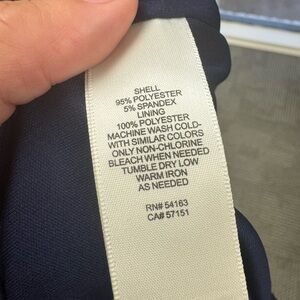 SHELL
95% POLYESTER
5% SPANDEX
LINING
100% POLYESTER
MACHINE WASH COLD-
WITH SIMILAR COLORS
ONLY NON-CHLORINE
BLEACH WHEN NEEDED
TUMBLE DRY LOW
WARM IRON
AS NEEDED
RN# 54163
CA# 57151